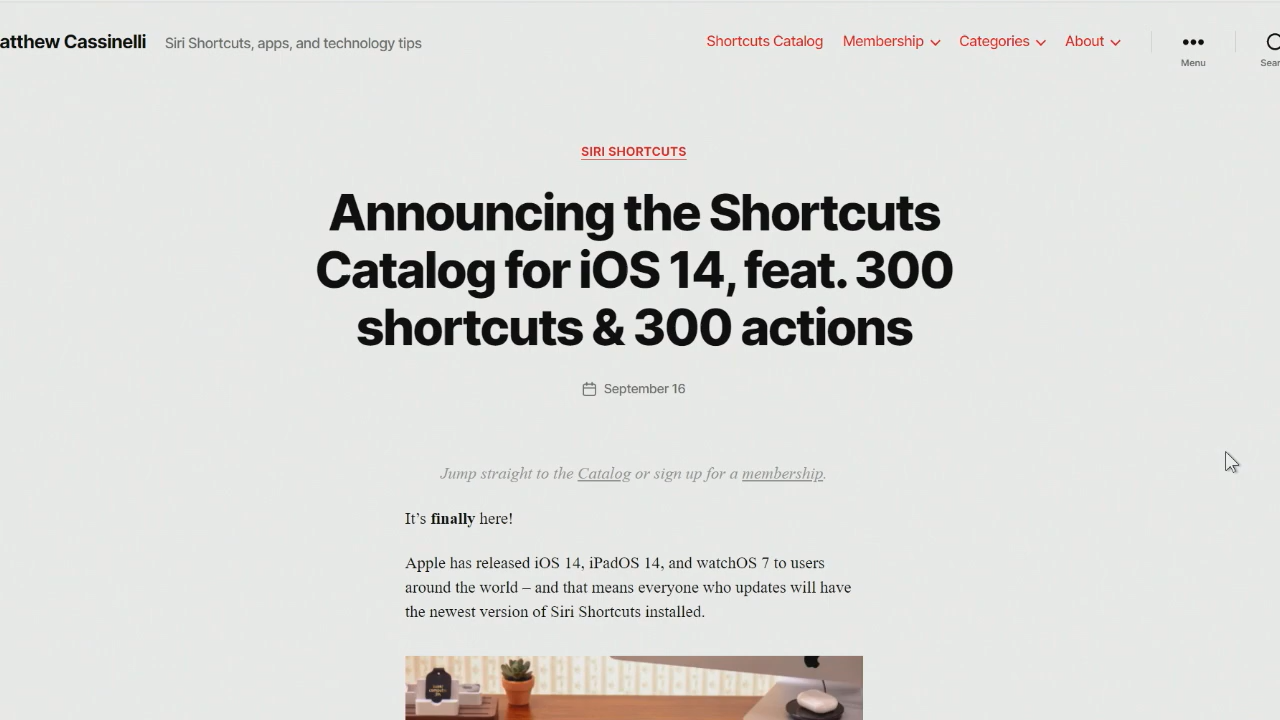 atthew Cassinelli Siri Shortcuts, apps, and technology tips Shortcuts Catalog Membership Categories About
Menu Sear
SIRI SHORTCUTS
Announcing the Shortcuts
Catalog for iOS 14, feat. 300
shortcuts & 300 actions
September 16
Jump straight to the Catalog or sign up for a membership.
It’s finally here!
Apple has released iOS 14, iPadOS 14, and watchOS 7 to users
around the world – and that means everyone who updates will have
the newest version of Siri Shortcuts installed.